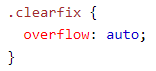 .clearfix {
  overflow: auto;
}